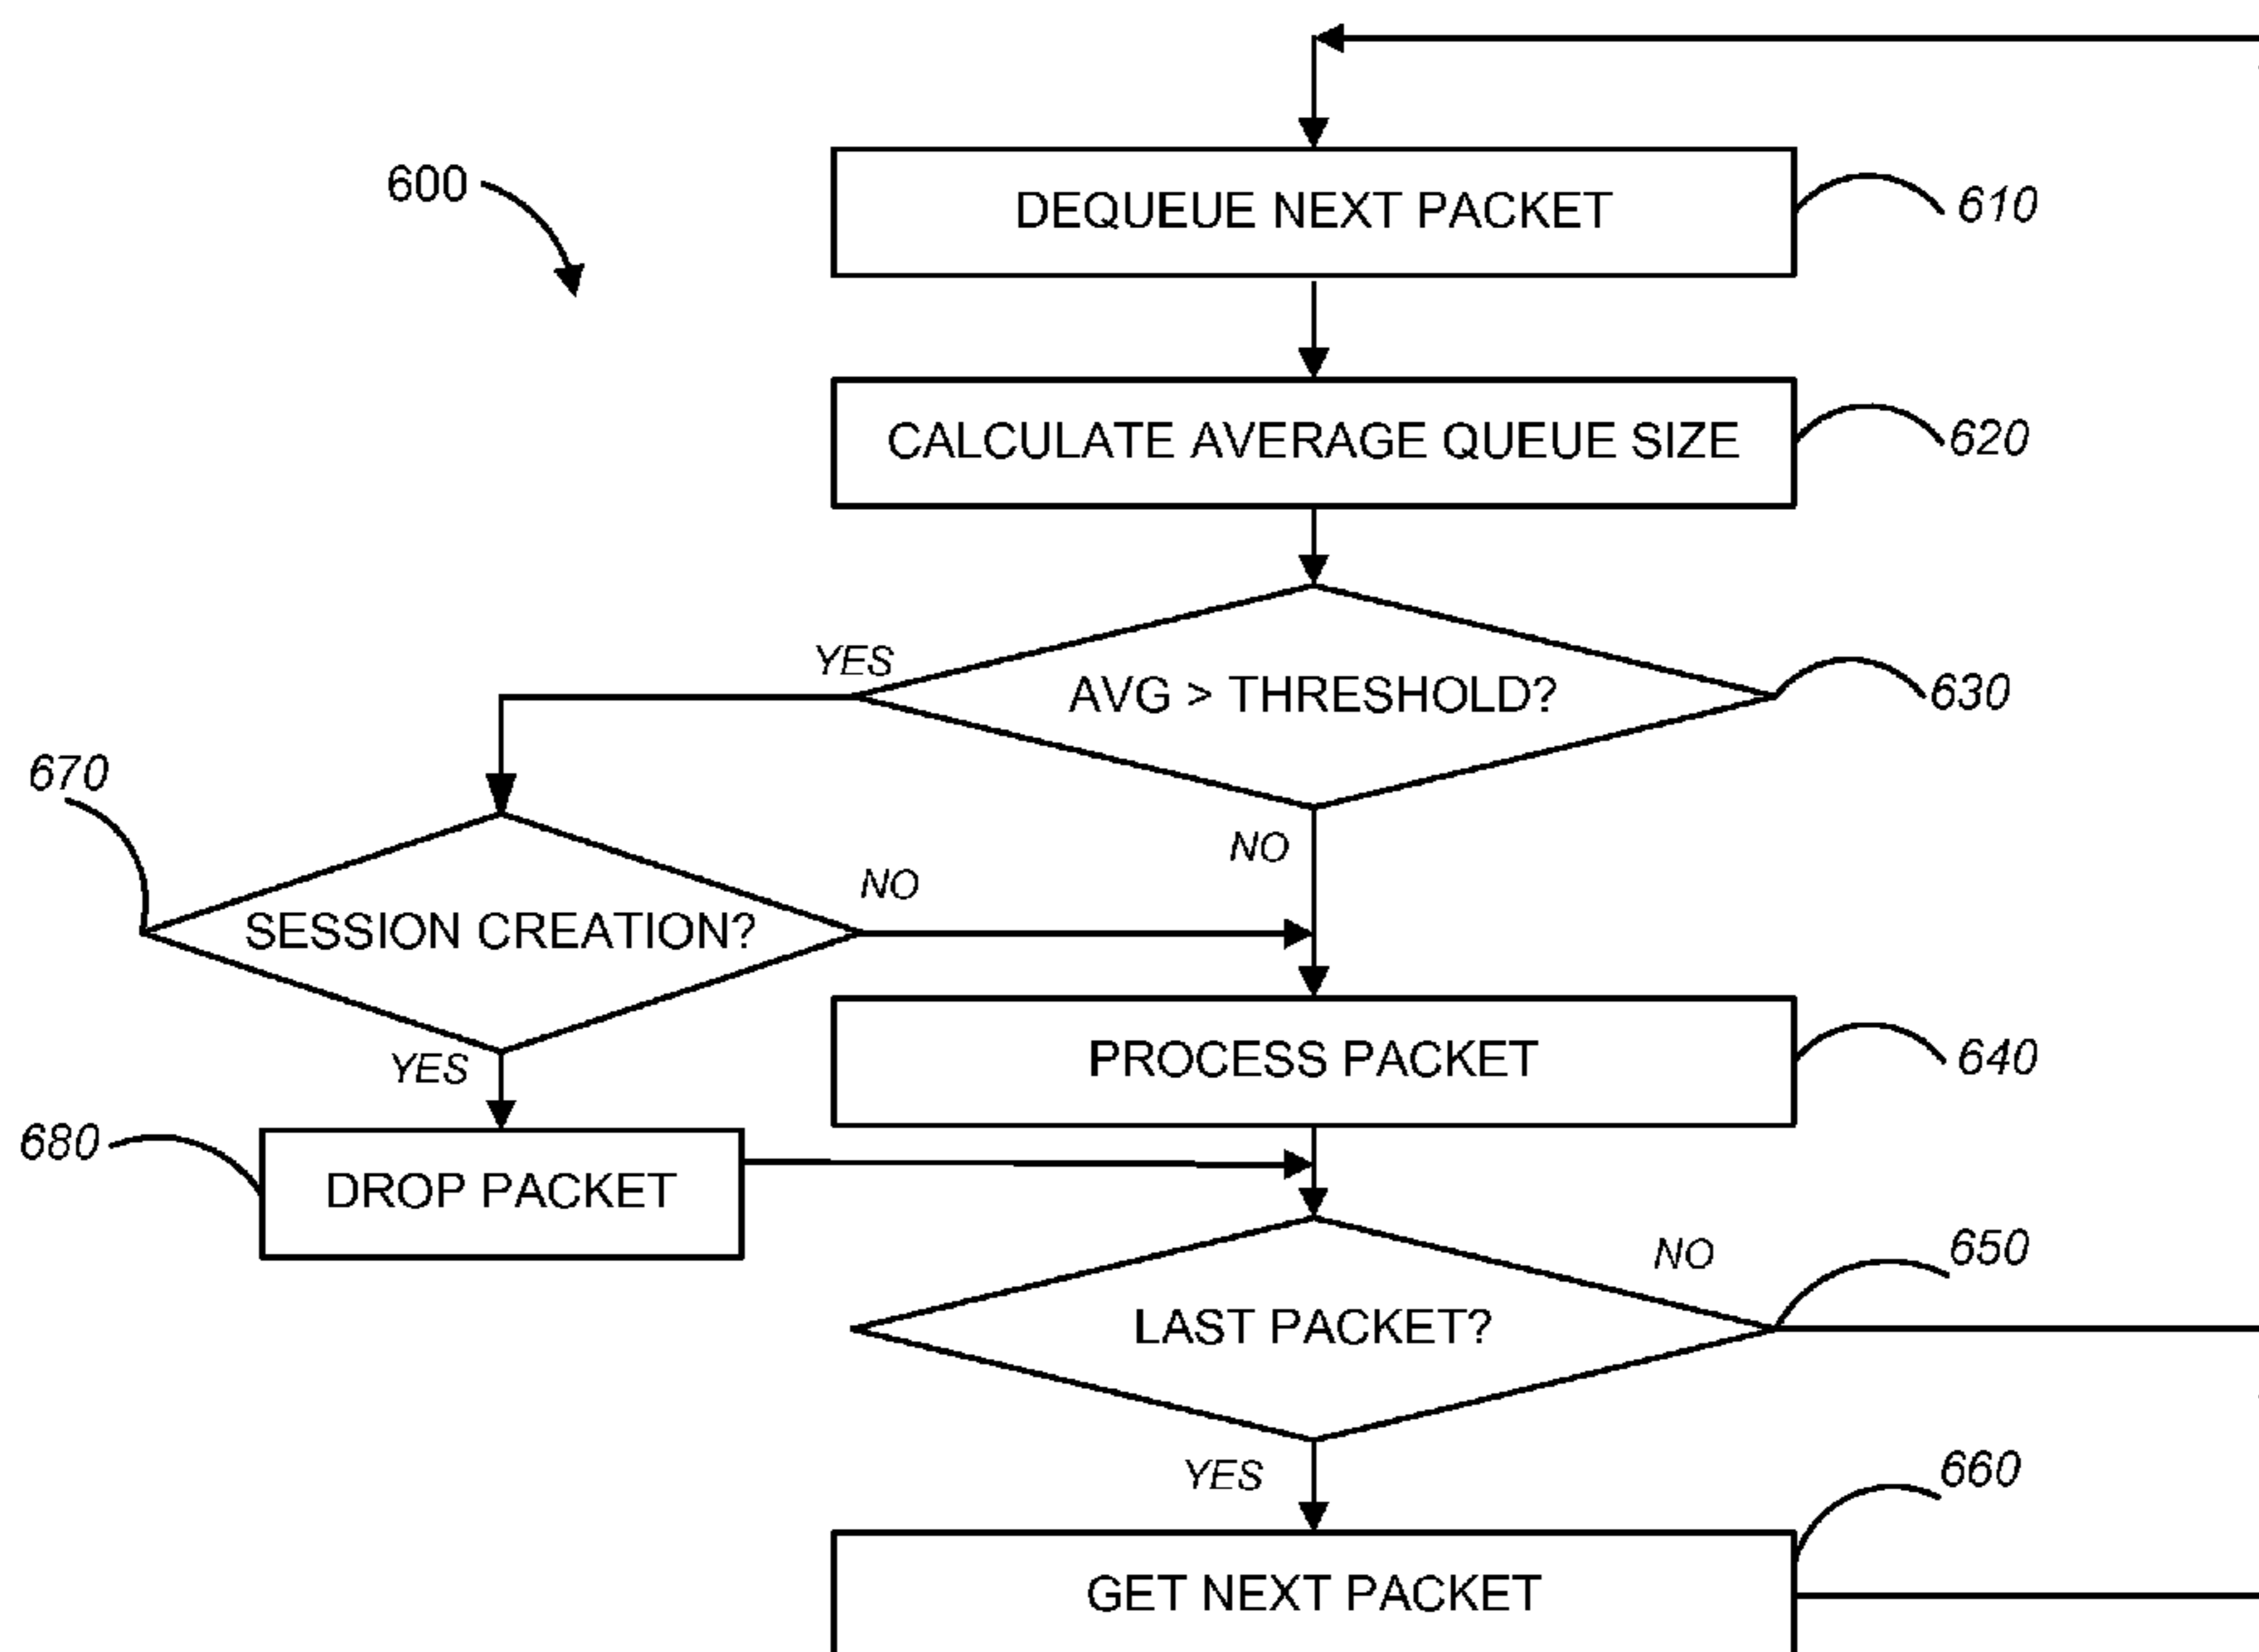 600
DEQUEUE NEXT PACKET
610
CALCULATE AVERAGE QUEUE SIZE
620
YES
AVG > THRESHOLD?
630
670
NO
NO
SESSION CREATION?
PROCESS PACKET
640
YES
680
DROP PACKET
NO
650
LAST PACKET?
YES
660
GET NEXT PACKET